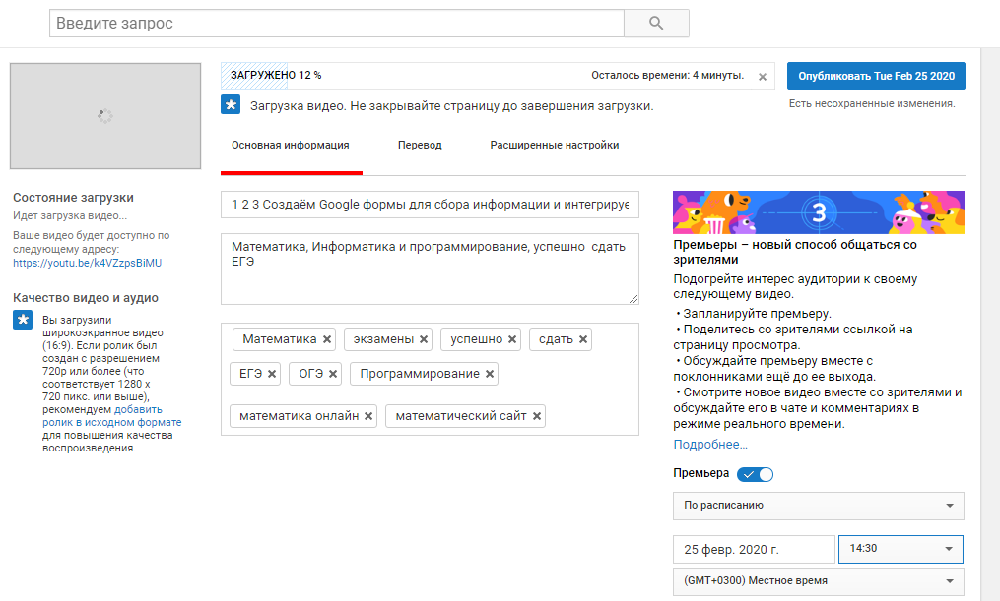 Введите запрос
ЗАГРУЖЕНО 12 %
Осталось времени: 4 минуты.
Опубликовать Tue Feb 25 2020
Загрузка видео. Не закрывайте страницу до завершения загрузки.
Есть несохраненные изменения.
Основная информация
Перевод
Расширенные настройки
Состояние загрузки
Идет загрузка видео...
Ваше видео будет доступно по
следующему адресу:
https://youtu.be/k4VZzpsBiMU
Качество видео и аудио
Вы загрузили
широкоэкранное видео
(16:9). Если ролик был
создан с разрешением
720p или более (что
соответствует 1280 x
720 пикс. или выше),
рекомендуем добавить
ролик в исходном формате
для повышения качества
воспроизведения.
1 2 3 Создаём Google формы для сбора информации и интегрируе
Математика, Информатика и программирование, успешно  сдать
ЕГЭ
Математика
экзамены
успешно
сдать
ЕГЭ
ОГЭ
Программирование
математика онлайн
математический сайт
3
Премьеры – новый способ общаться со
зрителями
Подогрейте интерес аудитории к своему
следующему видео.
• Запланируйте премьеру.
• Поделитесь со зрителями ссылкой на
страницу просмотра.
• Обсуждайте премьеру вместе с
поклонниками ещё до ее выхода.
• Смотрите новое видео вместе со зрителями и
обсуждайте его в чате и комментариях в
режиме реального времени.
Подробнее...
Премьера
По расписанию
25 февр. 2020 г.
14:30
(GMT+0300) Местное время